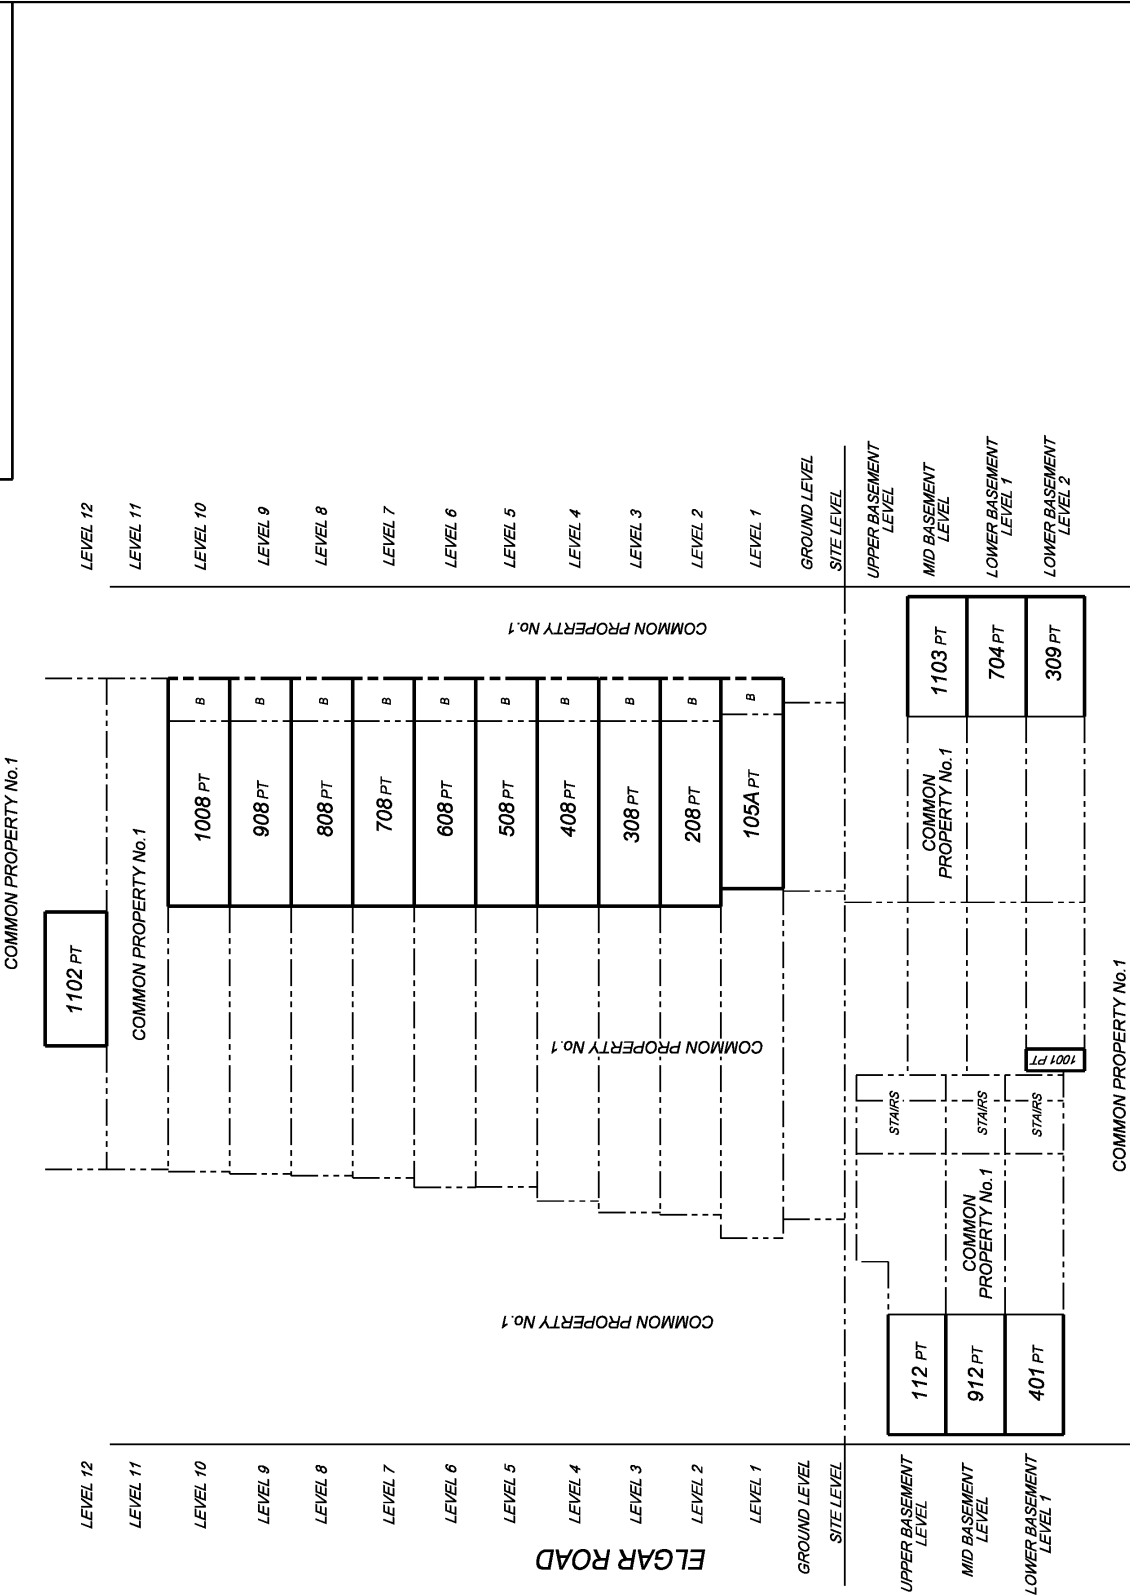 COMMON PROPERTY No.1
LEVEL 12
1102 PT
LEVEL 12
LEVEL 11
COMMON PROPERTY No.1
LEVEL 11
LEVEL 10
1008 PT
B
LEVEL 10
LEVEL 9
908 PT
B
LEVEL 9
LEVEL 8
808 PT
B
LEVEL 8
LEVEL 7
708 PT
B
LEVEL 7
LEVEL 6
608 PT
B
LEVEL 6
LEVEL 5
508 PT
B
LEVEL 5
LEVEL 4
408 PT
B
LEVEL 4
LEVEL 3
308 PT
B
LEVEL 3
LEVEL 2
208 PT
B
LEVEL 2
LEVEL 1
105A PT
B
LEVEL 1
ELGAR ROAD
COMMON PROPERTY No.1
COMMON PROPERTY No.1
COMMON PROPERTY No.1
GROUND LEVEL
GROUND LEVEL
SITE LEVEL
SITE LEVEL
UPPER BASEMENT
LEVEL
112 PT
STAIRS
UPPER BASEMENT
LEVEL
MID BASEMENT
LEVEL
912 PT
COMMON
PROPERTY No.1
STAIRS
COMMON
PROPERTY No.1
1103 PT
MID BASEMENT
LEVEL
LOWER BASEMENT
LEVEL 1
401 PT
STAIRS
704 PT
LOWER BASEMENT
LEVEL 1
1001 PT
309 PT
LOWER BASEMENT
LEVEL 2
COMMON PROPERTY No.1